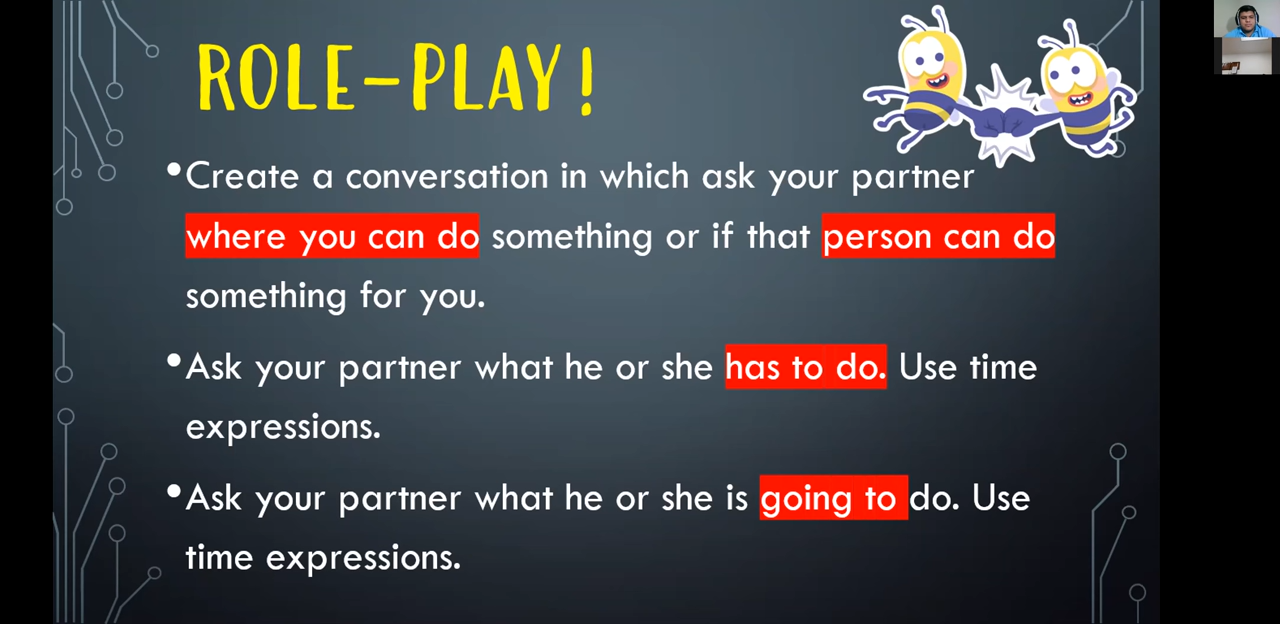 ROLE-PLAY!
•Create a conversation in which ask your partner
where you can do something or if that person can do
something for you.
•Ask your partner what he or she has to do. Use time
expressions.
•Ask your partner what he or she is going to do. Use
time expressions.